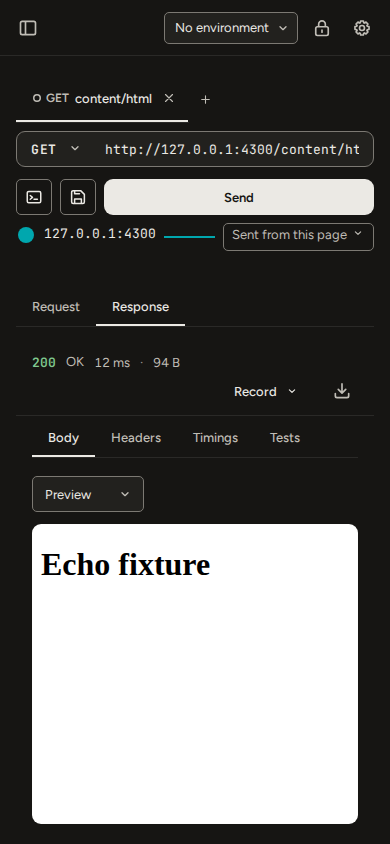 No environment
GET content/html
GET http://127.0.0.1:4300/content/ht
Send
127.0.0.1:4300 Sent from this page
Request Response
200 OK 12 ms · 94 B
Record
Body Headers Timings Tests
Preview
Echo fixture